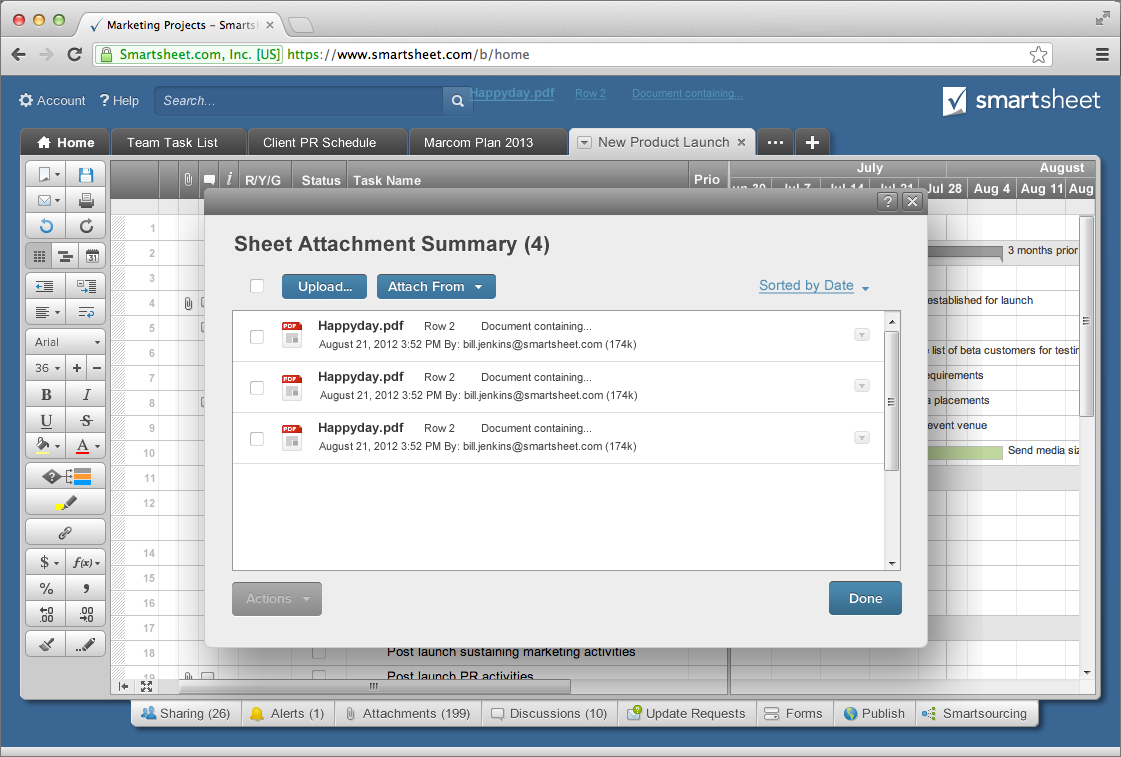 Marketing Projects – Smarts
Smartsheet.com, Inc. [US] https://www.smartsheet.com/b/home
Account ? Help Search... Happyday.pdf Row 2 Document containing... smartsheet
Home Team Task List Client PR Schedule Marcom Plan 2013 New Product Launch ... +
July August
i R/Y/G Status Task Name Prio un 30 Jul 7 Jul 14 Jul 21 Jul 28 Aug 4 Aug 11 Aug
?
1
Sheet Attachment Summary (4)
2 3 months prior
3
Upload... Attach From Sorted by Date
4 established for launch
5
Happyday.pdf Row 2 Document containing...
August 21, 2012 3:52 PM By: bill.jenkins@smartsheet.com (174k)
Arial
6 e list of beta customers for testin
36 + −
7 equirements
Happyday.pdf Row 2 Document containing...
August 21, 2012 3:52 PM By: bill.jenkins@smartsheet.com (174k)
B I
8 a placements
U S
9 event venue
Happyday.pdf Row 2 Document containing...
August 21, 2012 3:52 PM By: bill.jenkins@smartsheet.com (174k)
A
10 Send media siz
11
?
12
14
$ f(x)
15
% ,
16
Actions Done
←0 .00
.00 →0
17
18 Post launch sustaining marketing activities
19 Post launch PR activities
Sharing (26) Alerts (1) Attachments (199) Discussions (10) Update Requests Forms Publish Smartsourcing